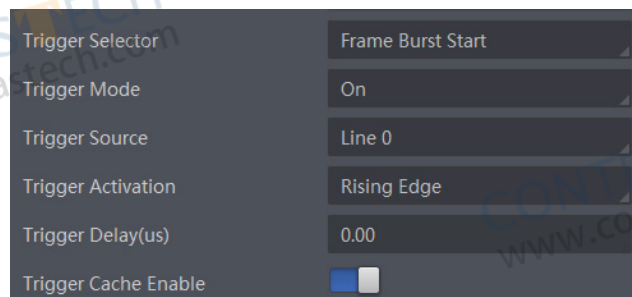 Trigger Selector Frame Burst Start
Trigger Mode On
Trigger Source Line 0
Trigger Activation Rising Edge
Trigger Delay(us) 0.00
Trigger Cache Enable